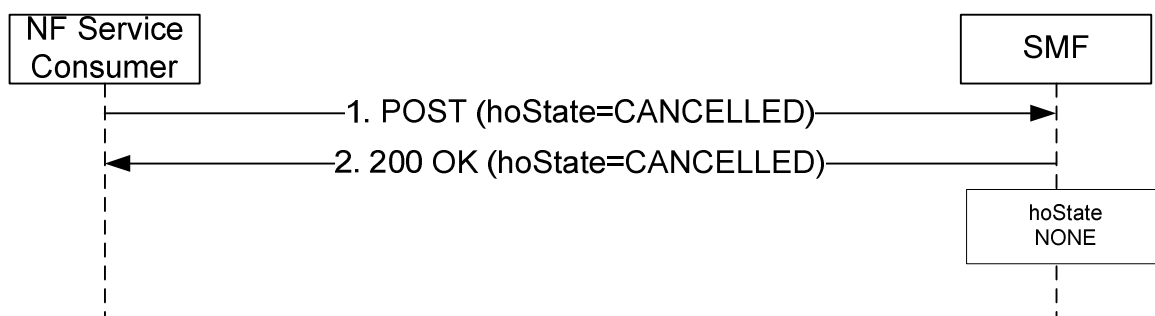 NF Service
Consumer
SMF
1. POST (hoState=CANCELLED)
2. 200 OK (hoState=CANCELLED)
hoState
NONE